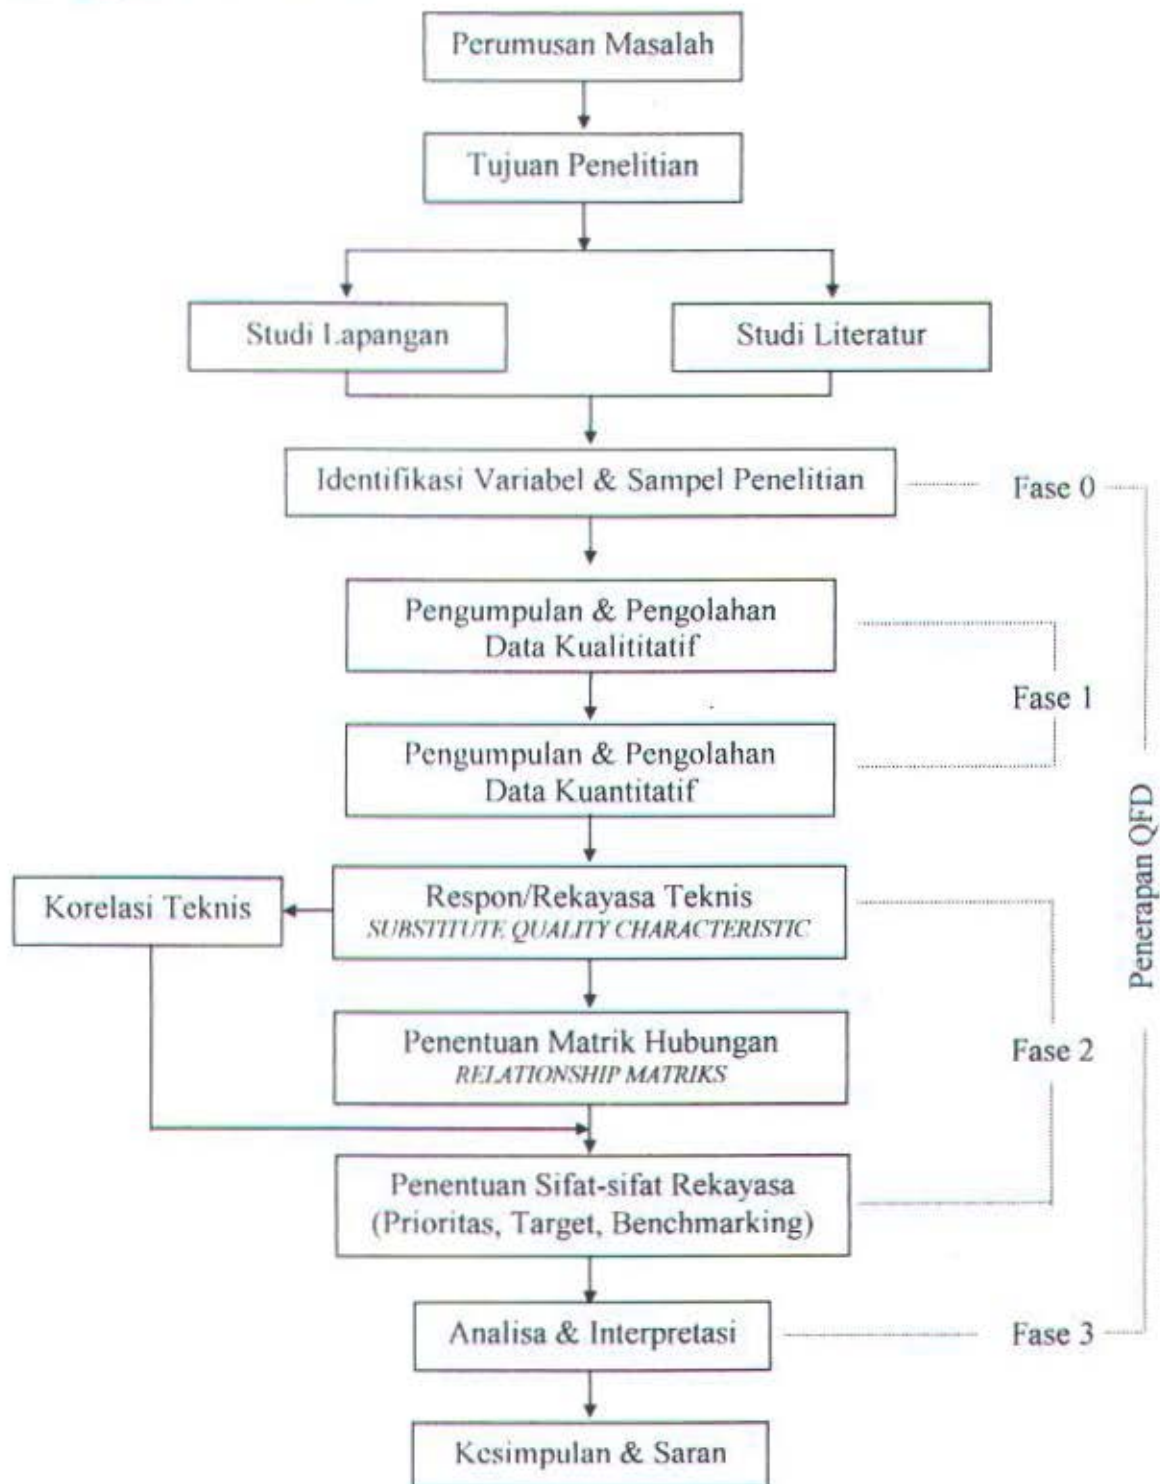 Perumusan Masalah
Tujuan Penelitian
Studi Lapangan
Studi Literatur
Identifikasi Variabel & Sampel Penelitian
Fase 0
Pengumpulan & Pengolahan
Data Kualititatif
Fase 1
Pengumpulan & Pengolahan
Data Kuantitatif
Penerapan QFD
Korelasi Teknis
Respon/Rekayasa Teknis
SUBSTITUTE QUALITY CHARACTERISTIC
Penentuan Matrik Hubungan
RELATIONSHIP MATRIKS
Fase 2
Penentuan Sifat-sifat Rekayasa
(Prioritas, Target, Benchmarking)
Analisa & Interpretasi
Fase 3
Kesimpulan & Saran